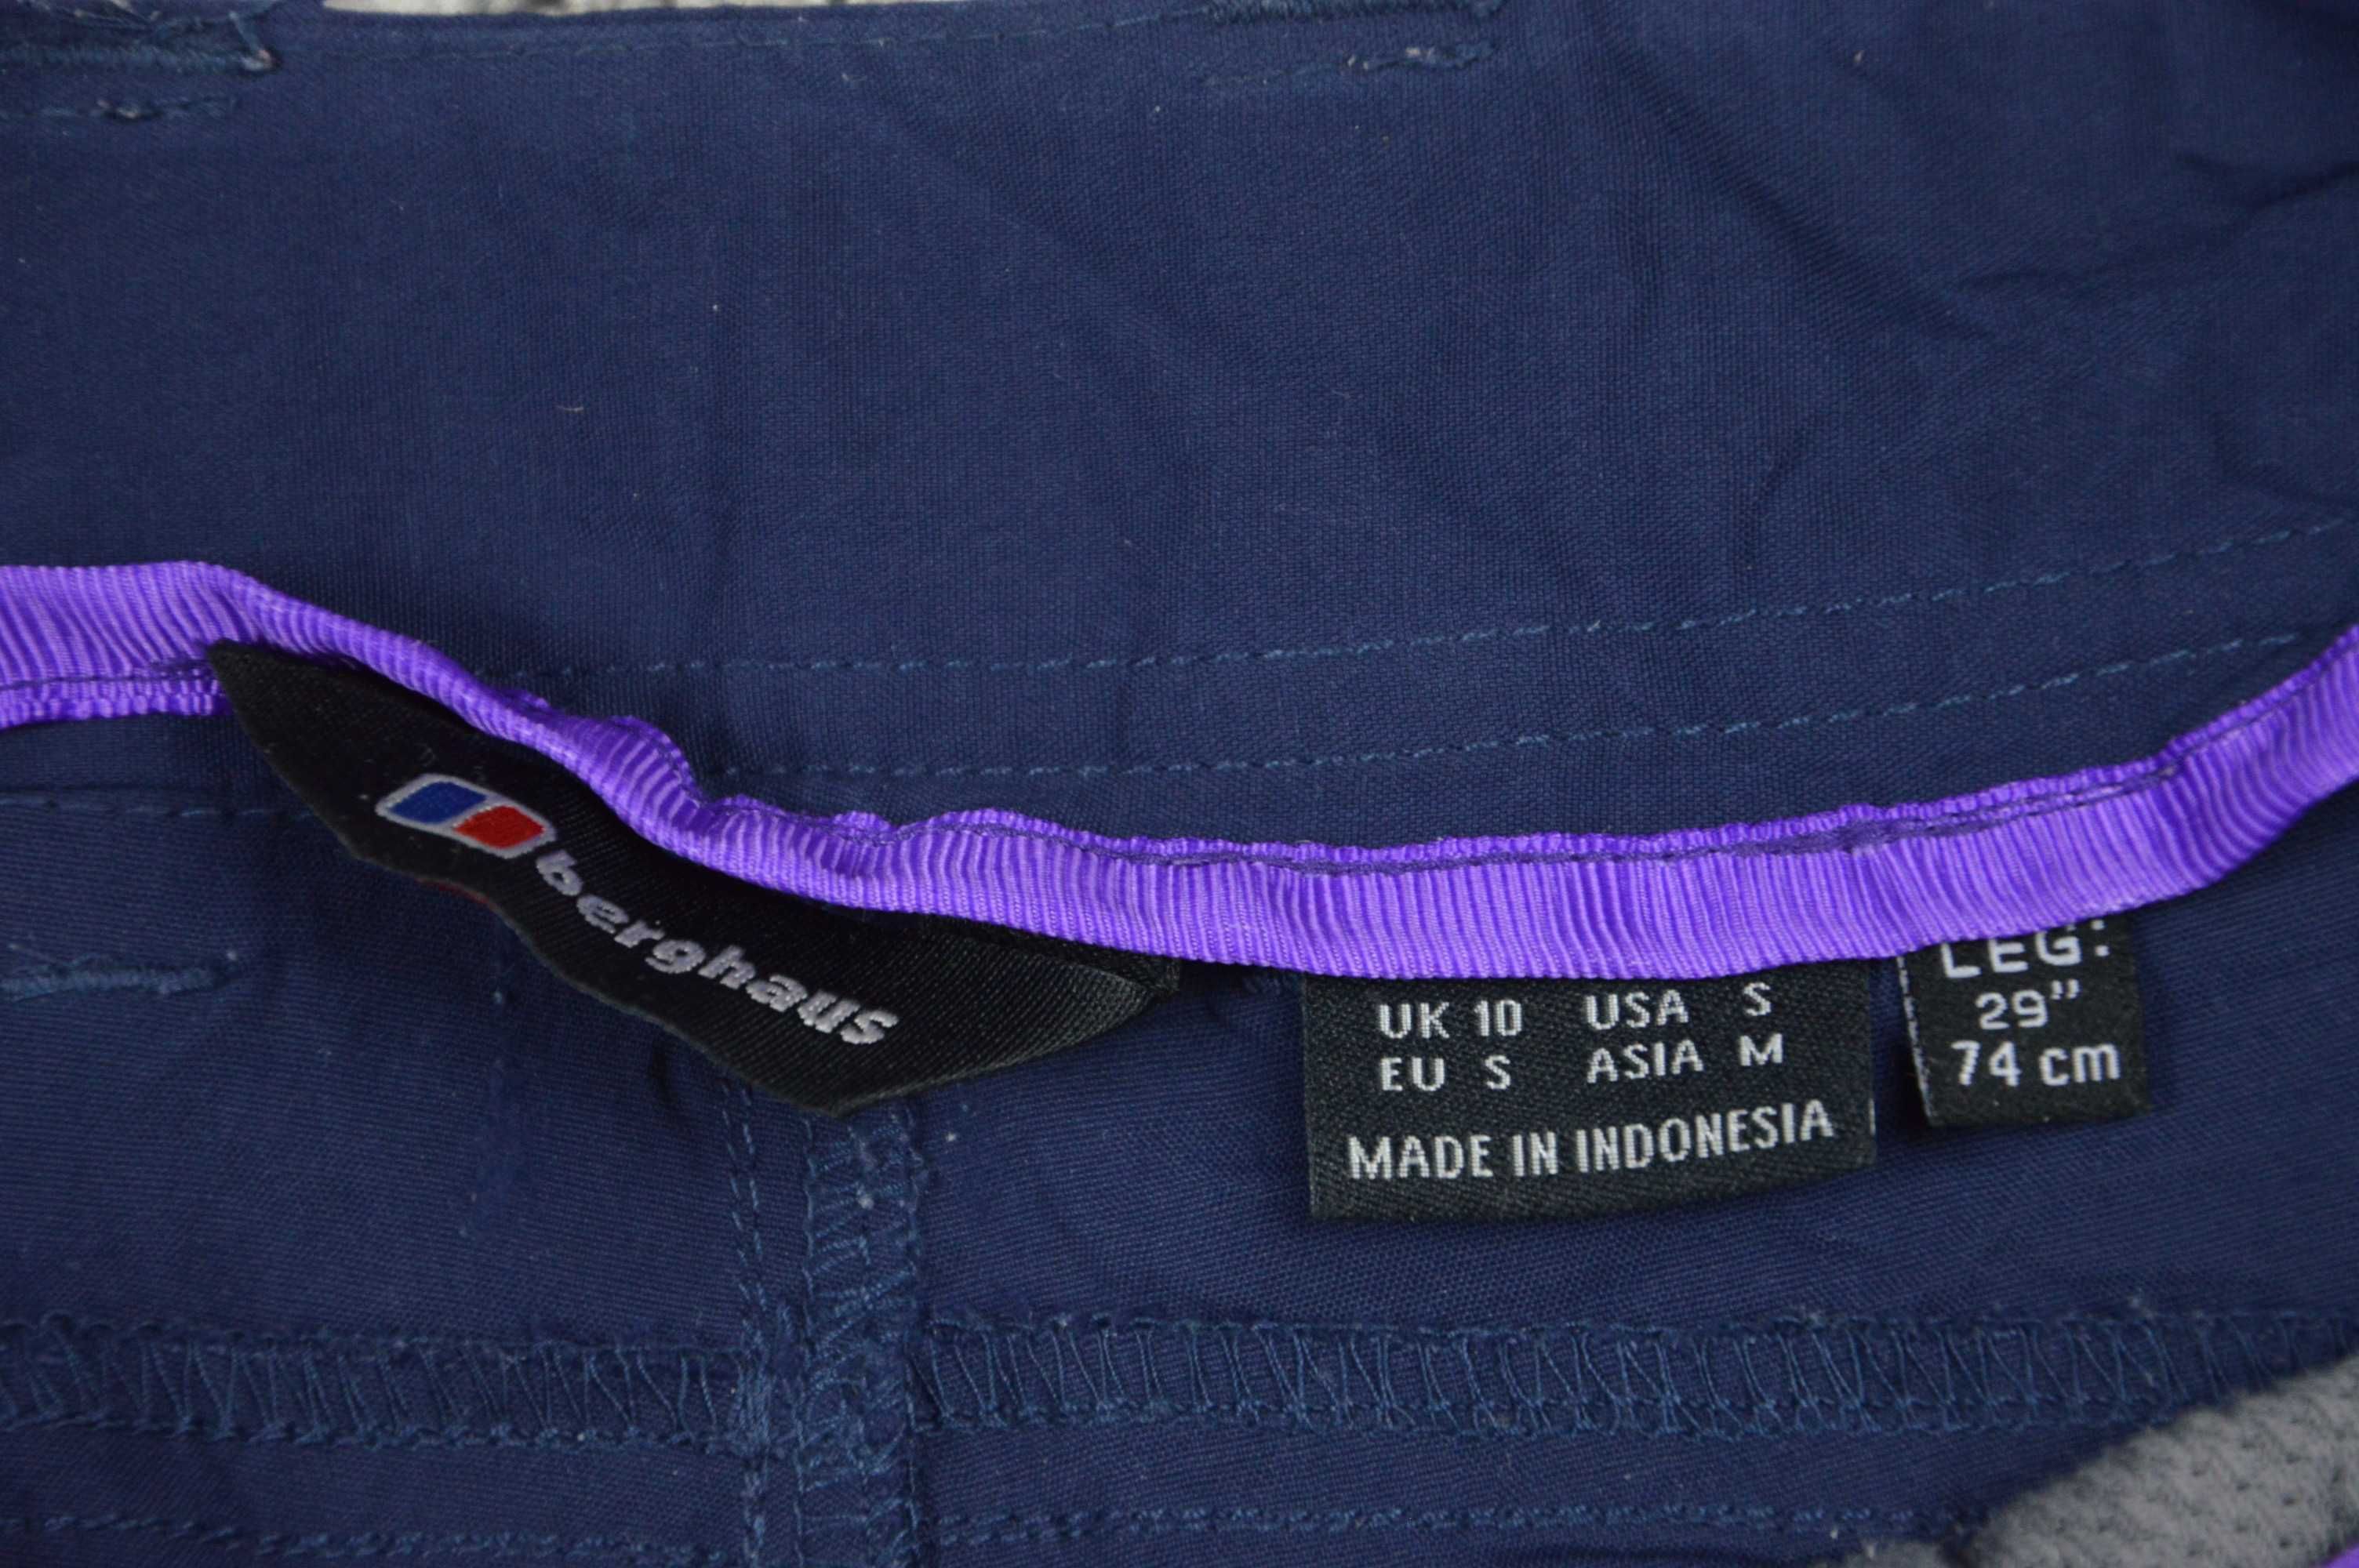 berghaus
UK 10 USA S
EU S ASIA M
MADE IN INDONESIA
LEG:
29"
74 cm